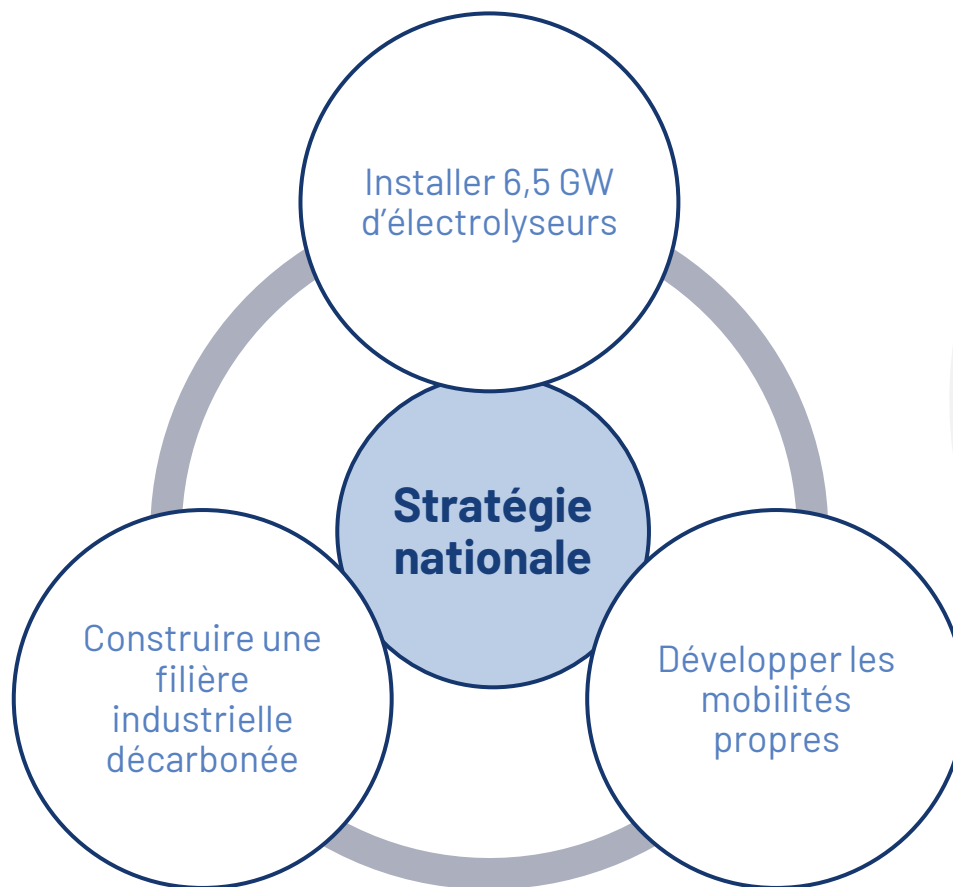 Installer 6,5 GW
d’électrolyseurs
Stratégie
nationale
Construire une
filière
industrielle
décarbonée
Développer les
mobilités
propres